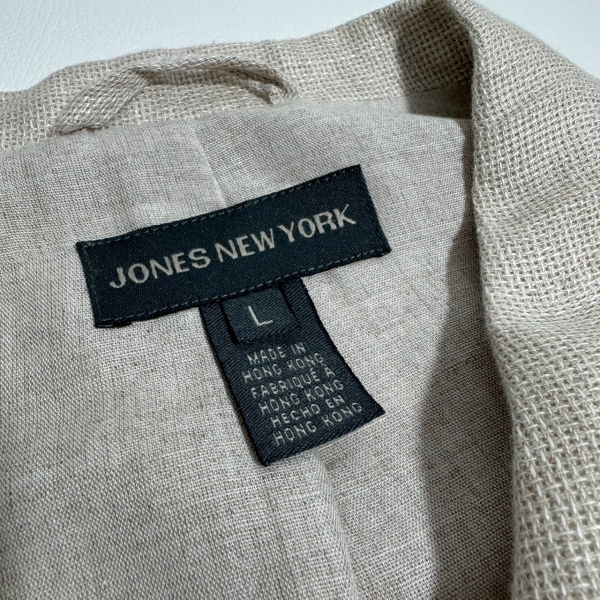 JONES NEW YORK
L
MADE IN
HONG KONG
FABRIQUÉ À
HONG KONG
HECHO EN
HONG KONG